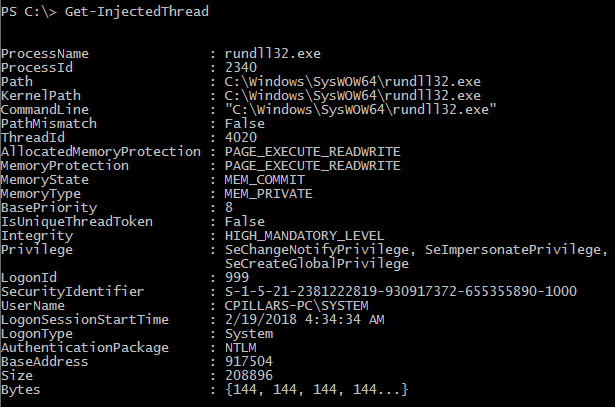 PS C:\> Get-InjectedThread
ProcessName : rundll32.exe
ProcessId : 2340
Path : C:\Windows\SysWOW64\rundll32.exe
KernelPath : C:\Windows\SysWOW64\rundll32.exe
CommandLine : "C:\Windows\SysWOW64\rundll32.exe"
PathMismatch : False
ThreadId : 4020
AllocatedMemoryProtection : PAGE_EXECUTE_READWRITE
MemoryProtection : PAGE_EXECUTE_READWRITE
MemoryState : MEM_COMMIT
MemoryType : MEM_PRIVATE
BasePriority : 8
IsUniqueThreadToken : False
Integrity : HIGH_MANDATORY_LEVEL
Privilege : SeChangeNotifyPrivilege, SeImpersonatePrivilege,
SeCreateGlobalPrivilege
LogonId : 999
SecurityIdentifier : S-1-5-21-2381222819-930917372-655355890-1000
UserName : CPILLARS-PC\SYSTEM
LogonSessionStartTime : 2/19/2018 4:34:34 AM
LogonType : System
AuthenticationPackage : NTLM
BaseAddress : 917504
Size : 208896
Bytes : {144, 144, 144, 144...}